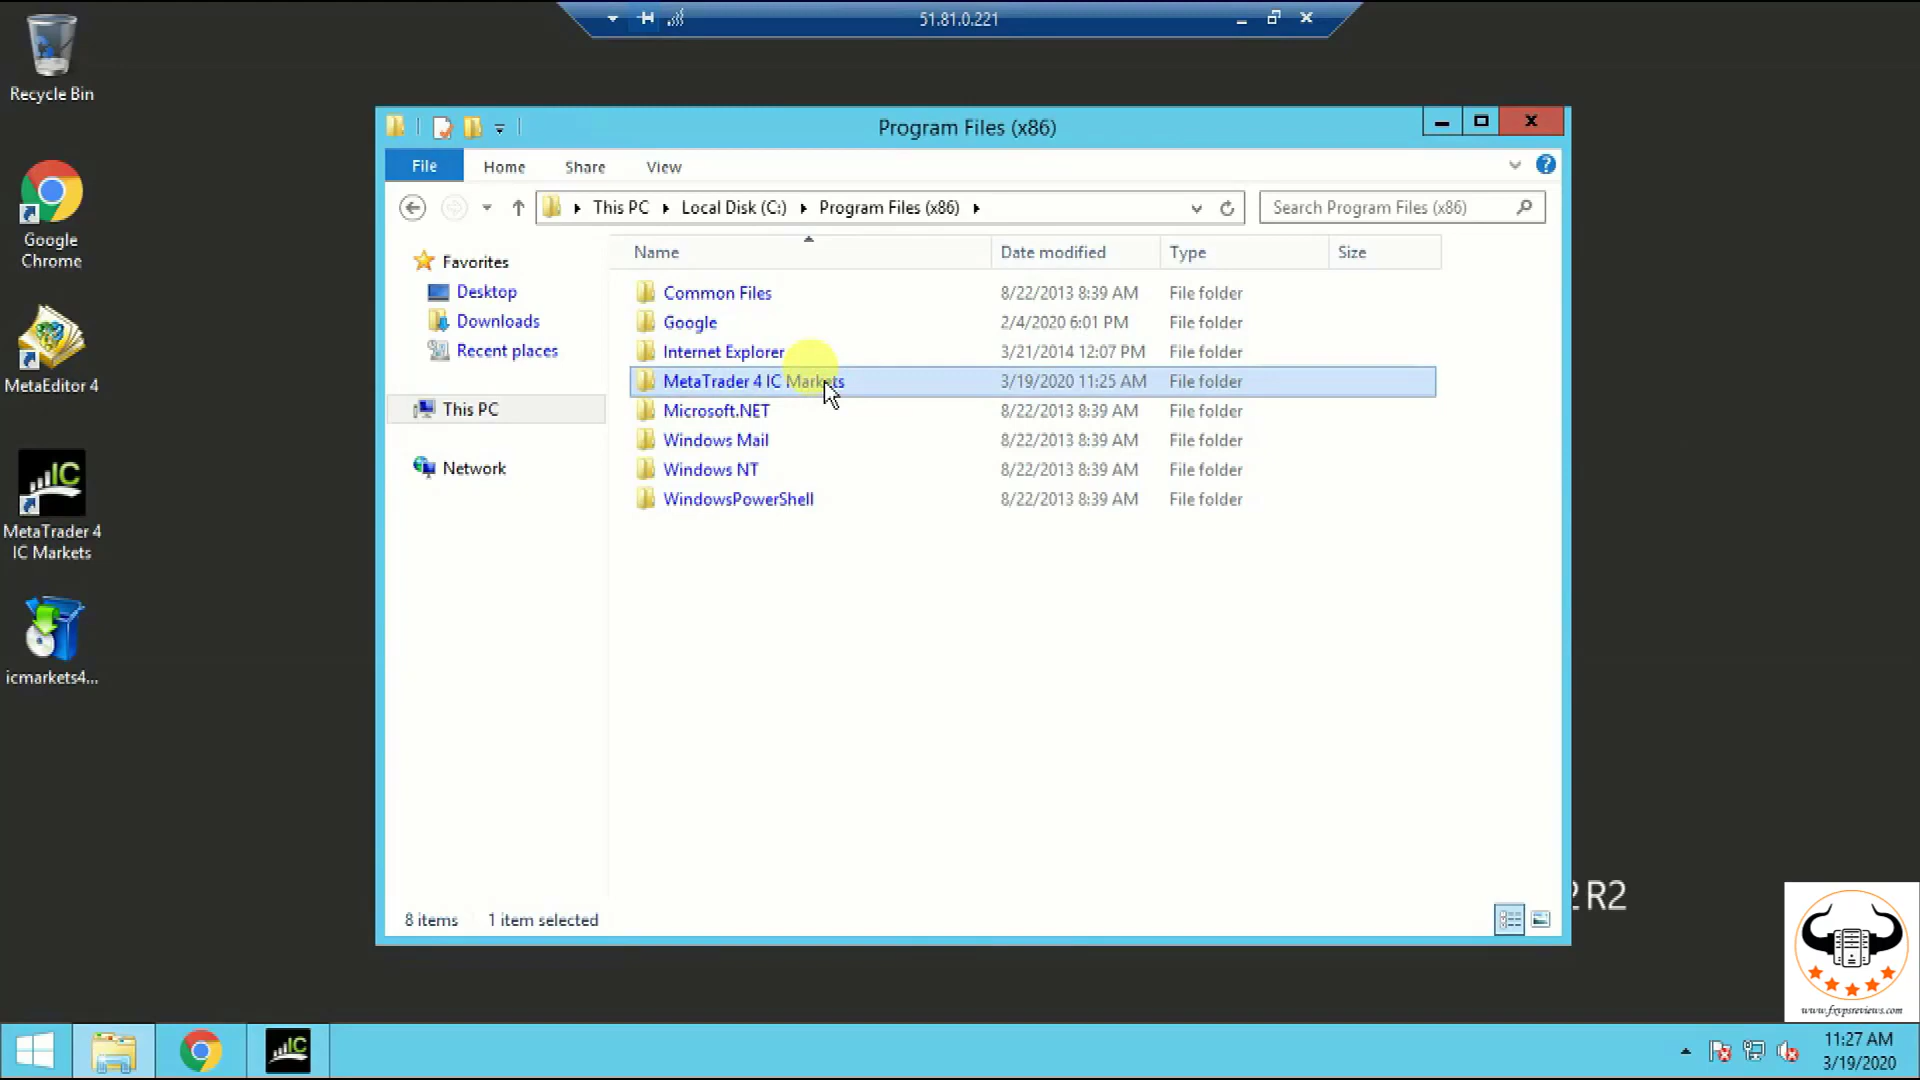 51.81.0.221
Recycle Bin
Google
Chrome
MetaEditor 4
MetaTrader 4
IC Markets
icmarkets4...
Program Files (x86)
File
Home
Share
View
This PC
Local Disk (C:)
Program Files (x86)
Search Program Files (x86)
Favorites
Desktop
Downloads
Recent places
This PC
Network
Name
Date modified
Type
Size
Common Files 8/22/2013 8:39 AM File folder
Google 2/4/2020 6:01 PM File folder
Internet Explorer 3/21/2014 12:07 PM File folder
MetaTrader 4 IC Markets 3/19/2020 11:25 AM File folder
Microsoft.NET 8/22/2013 8:39 AM File folder
Windows Mail 8/22/2013 8:39 AM File folder
Windows NT 8/22/2013 8:39 AM File folder
WindowsPowerShell 8/22/2013 8:39 AM File folder
8 items
1 item selected
2 R2
www.fxvpsreviews.com
IC
IC
11:27 AM
3/19/2020